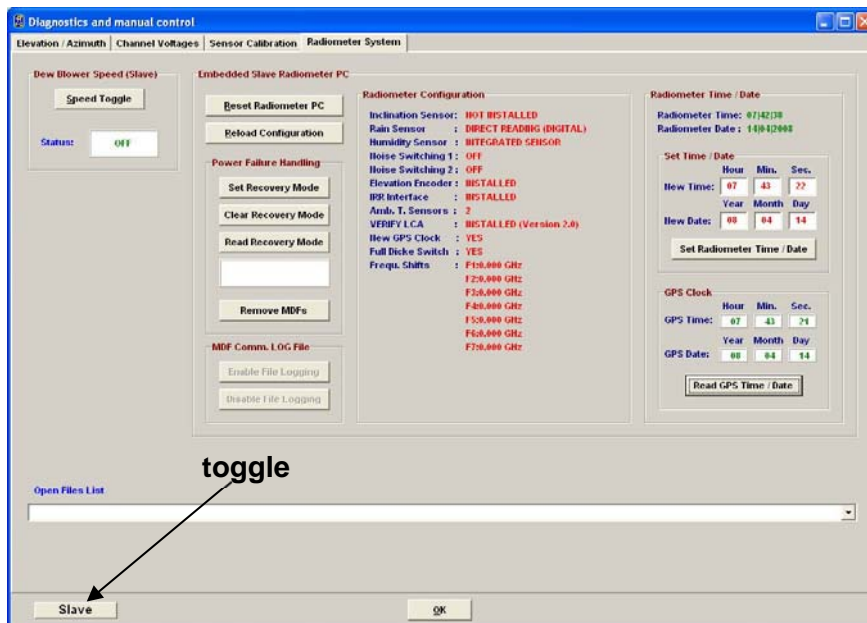 Diagnostics and manual control
Elevation / Azimuth
Channel Voltages
Sensor Calibration
Radiometer System
Dew Blower Speed (Slave)
Speed Toggle
Status:
OFF
Embedded Slave Radiometer PC
Reset Radiometer PC
Reload Configuration
Power Failure Handling
Set Recovery Mode
Clear Recovery Mode
Read Recovery Mode
Remove MDFs
MDF Comm. LOG File
Enable File Logging
Disable File Logging
Radiometer Configuration
Inclination Sensor: NOT INSTALLED
Rain Sensor : DIRECT READING (DIGITAL)
Humidity Sensor : INTEGRATED SENSOR
Noise Switching 1 : OFF
Noise Switching 2 : OFF
Elevation Encoder : INSTALLED
IRR Interface : INSTALLED
Amb. T. Sensors : 2
VERIFY LCA : INSTALLED (Version 2.0)
New GPS Clock : YES
Full Dicke Switch : YES
Frequ. Shifts : F1:0.000 GHz
F2:0.000 GHz
F3:0.000 GHz
F4:0.000 GHz
F5:0.000 GHz
F6:0.000 GHz
F7:0.000 GHz
Radiometer Time / Date
Radiometer Time: 07|42|38
Radiometer Date : 14|04|2008
Set Time / Date
Hour Min. Sec.
New Time: 07 43 22
Year Month Day
New Date: 08 04 14
Set Radiometer Time / Date
GPS Clock
Hour Min. Sec.
GPS Time: 07 43 21
Year Month Day
GPS Date: 08 04 14
Read GPS Time / Date
toggle
Open Files List
Slave
OK